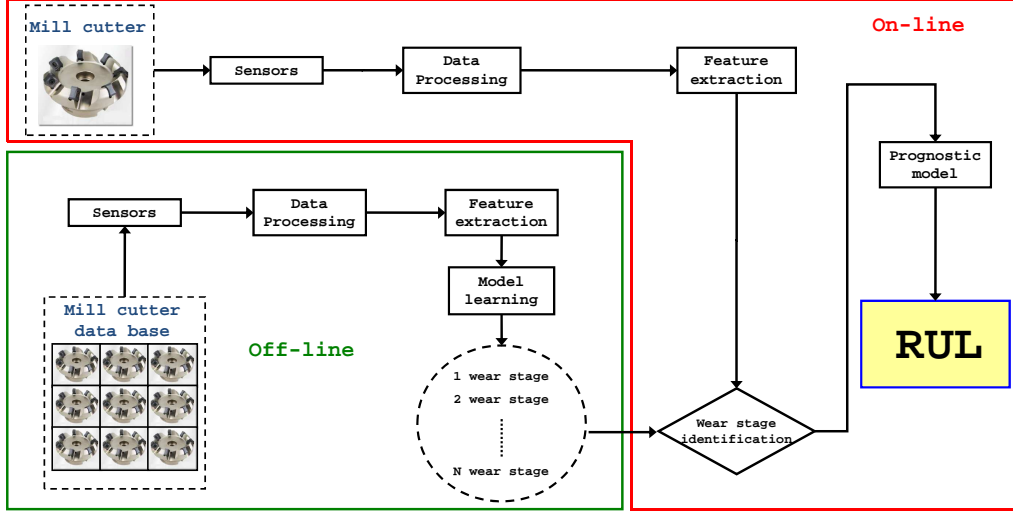 Mill cutter
On-line
Sensors
Data
Processing
Feature
extraction
Prognostic
model
Sensors
Data
Processing
Feature
extraction
Model
learning
Mill cutter
data base
Off-line
RUL
1 wear stage
2 wear stage
N wear stage
Wear stage
identification